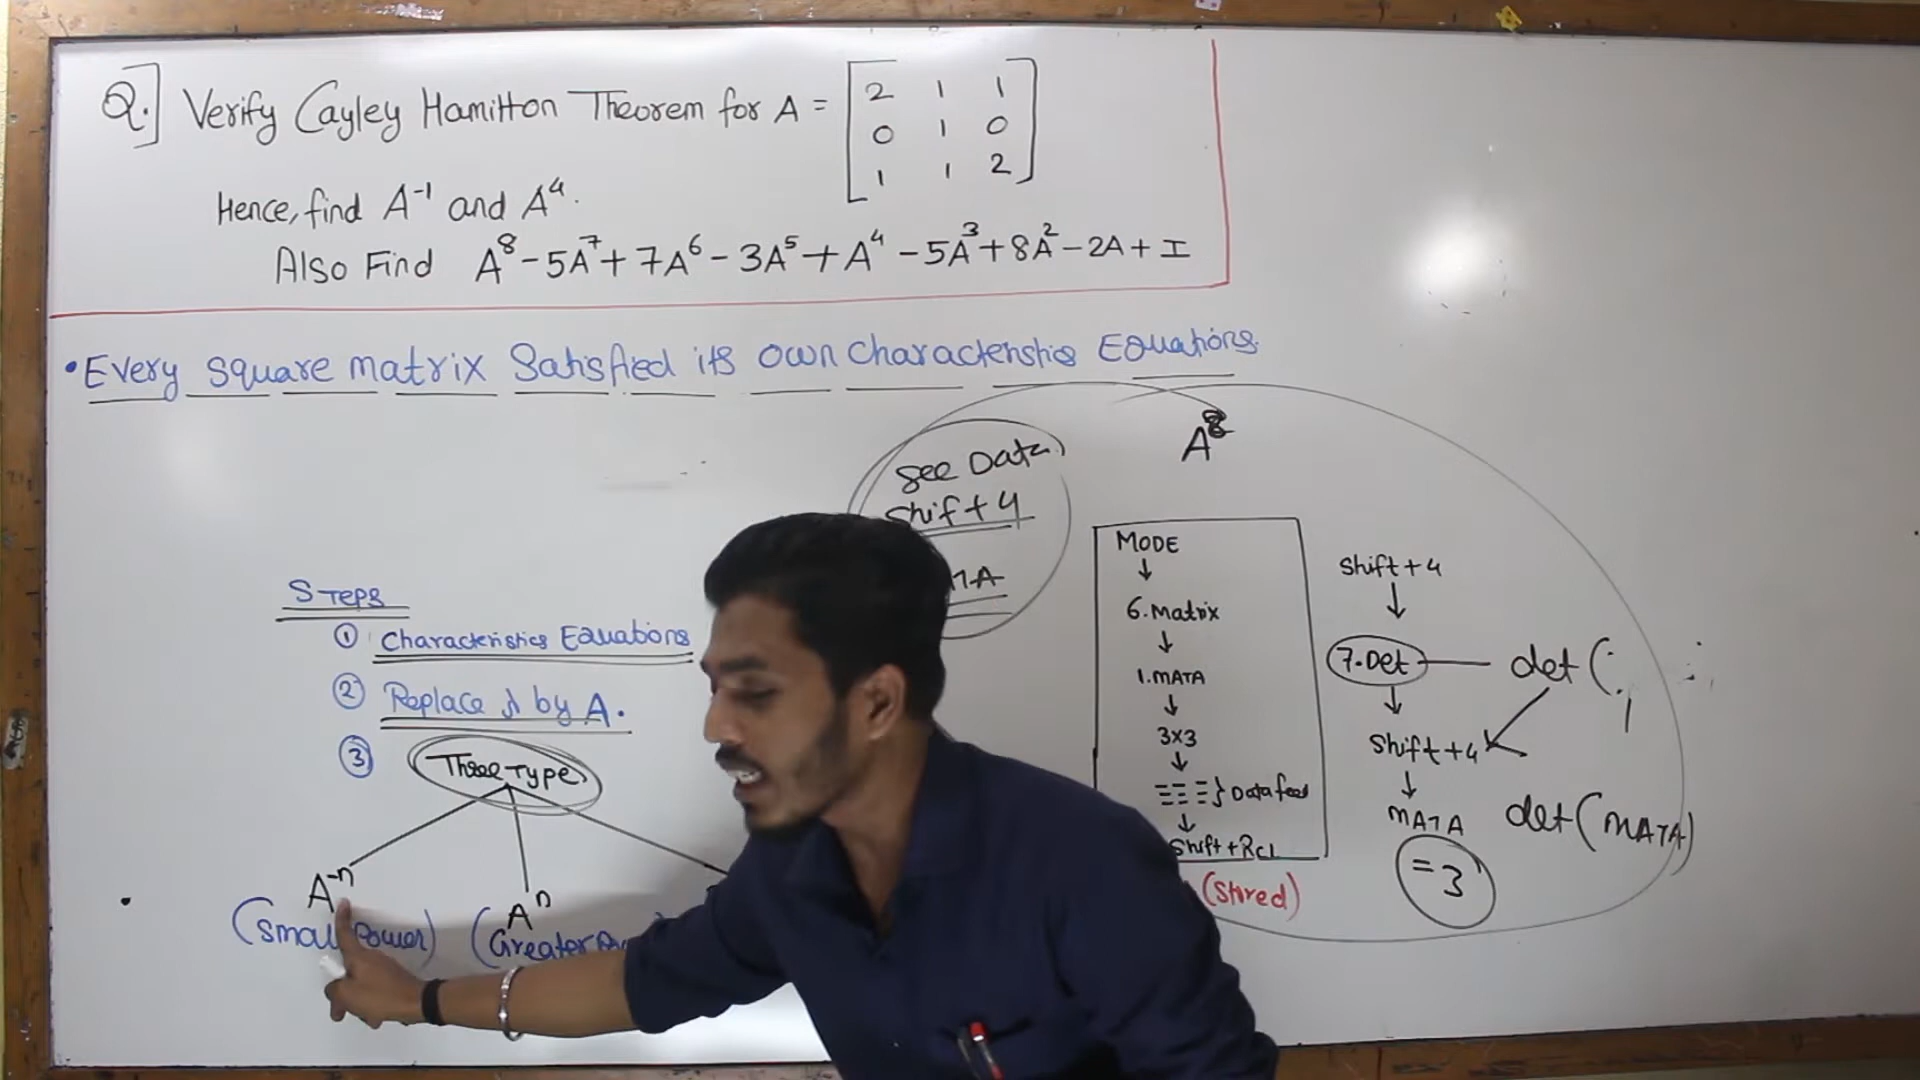 Q.] Verify Cayley Hamilton Theorem for A = [2 1 1
0 1 0
1 1 2]
Hence, find A⁻¹ and A⁴.
Also Find A⁸ - 5A⁷ + 7A⁶ - 3A⁵ + A⁴ - 5A³ + 8A² - 2A + I
• Every square matrix Satisfied its own Characteristics Equations.
A⁸
See Data
Shift + 4
Steps
① Characteristics Equations
② Replace λ by A.
③ Three Type
A⁻ⁿ
(Small Power)
Aⁿ
(Greater
MODE
↓
6. Matrix
↓
1. MATA
↓
3×3
↓
} Data feed
↓
Shift + RCL
(Stored)
Shift + 4
↓
7. Det — det (
↓
Shift + 4
↓
MATA det (MATA)
= 3